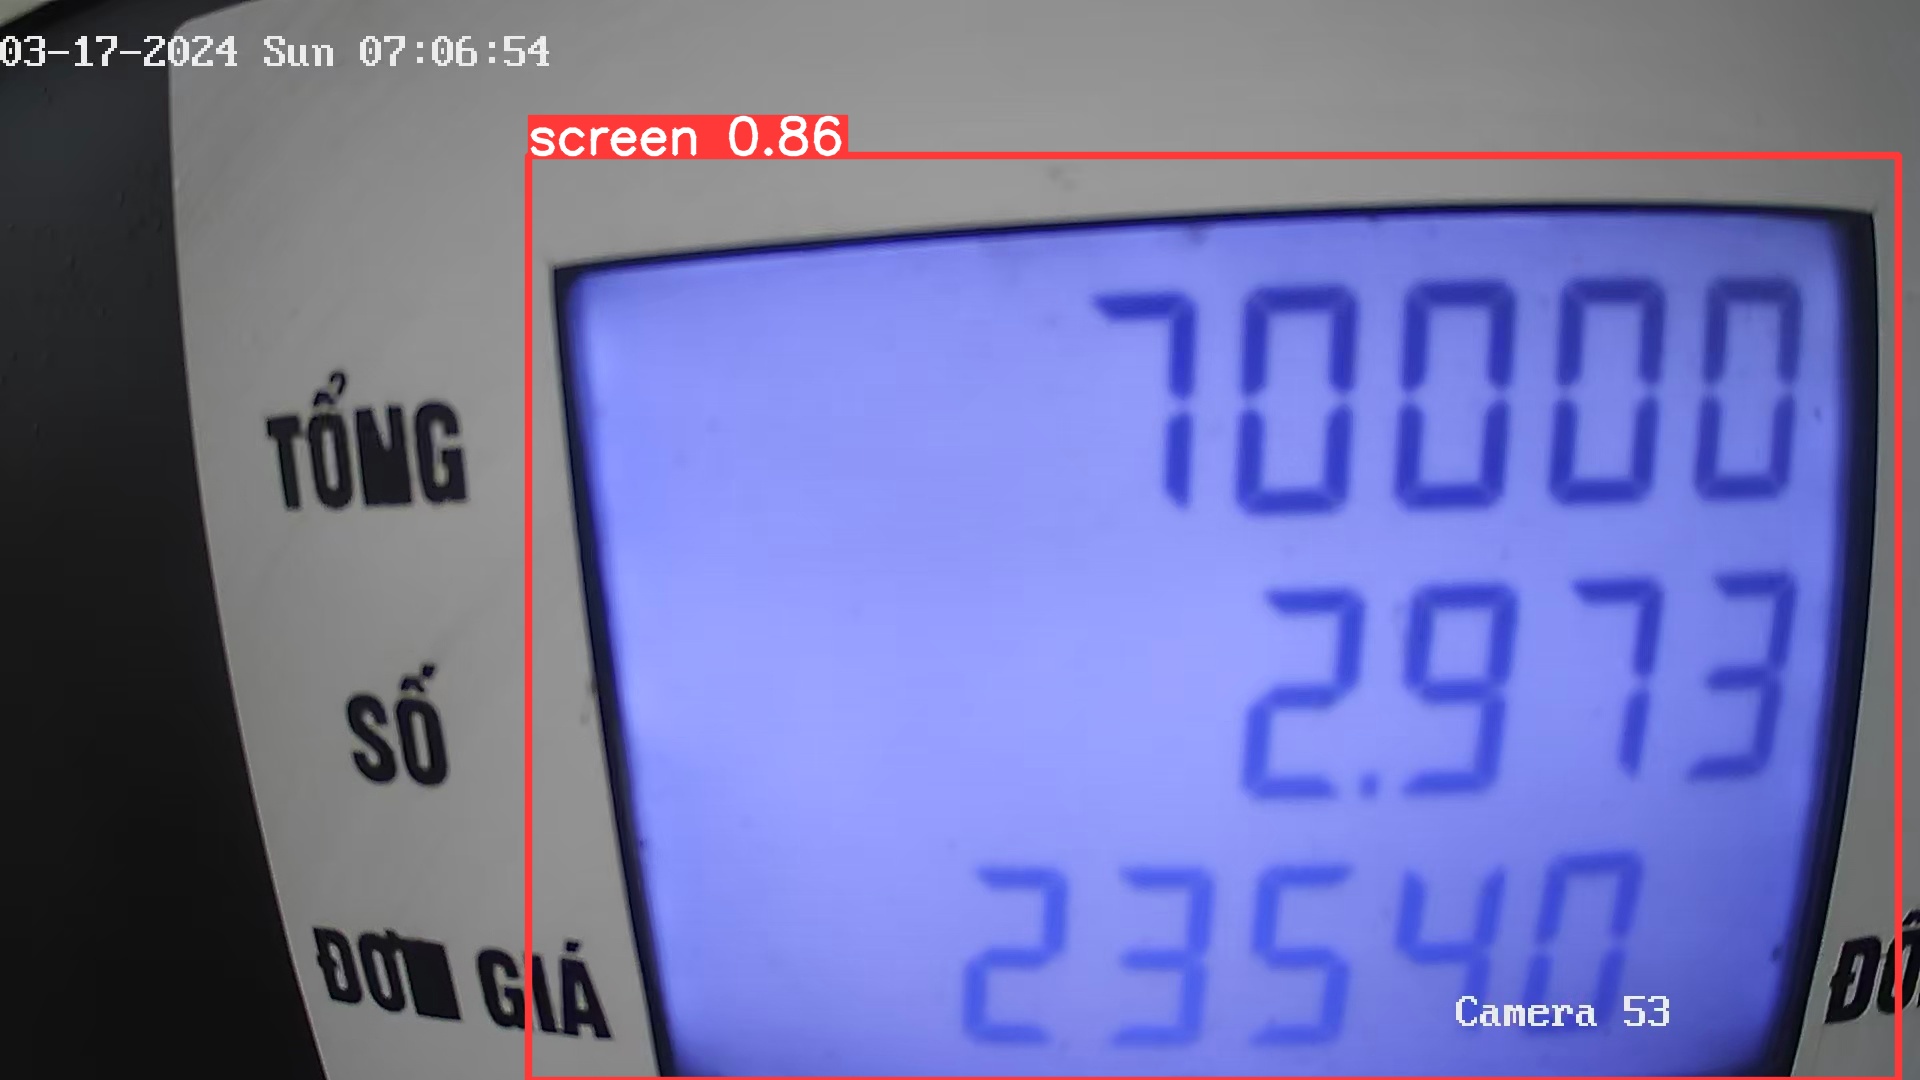 03-17-2024 Sun 07:06:54
screen 0.86
TỔNG 70000
SỐ 2.973
ĐƠN GIÁ 23540
Camera 53